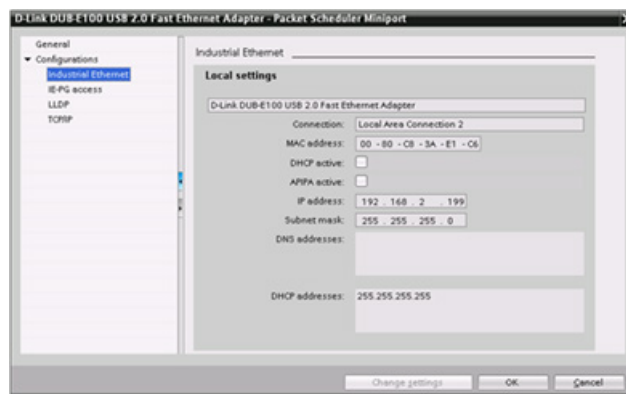 D-Link DUB-E100 USB 2.0 Fast Ethernet Adapter - Packet Scheduler Miniport
General
Configurations
Industrial Ethernet
IE-PG access
LLDP
TCP/IP
Industrial Ethernet
Local settings
D-Link DUB-E100 USB 2.0 Fast Ethernet Adapter
Connection: Local Area Connection 2
MAC address: 00 - 80 - C8 - 3A - E1 - C6
DHCP active:
APIPA active:
IP address: 192 . 168 . 2 . 199
Subnet mask: 255 . 255 . 255 . 0
DNS addresses:
DHCP addresses: 255.255.255.255
Change settings OK Cancel